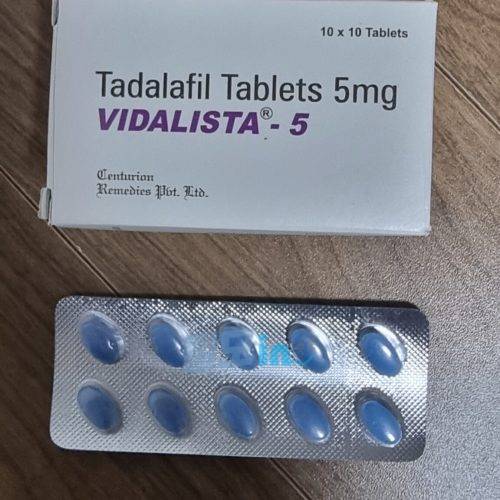 10 x 10 Tablets
Tadalafil Tablets 5mg
VIDALISTA®- 5
Centurion
Remedies Pvt. Ltd.